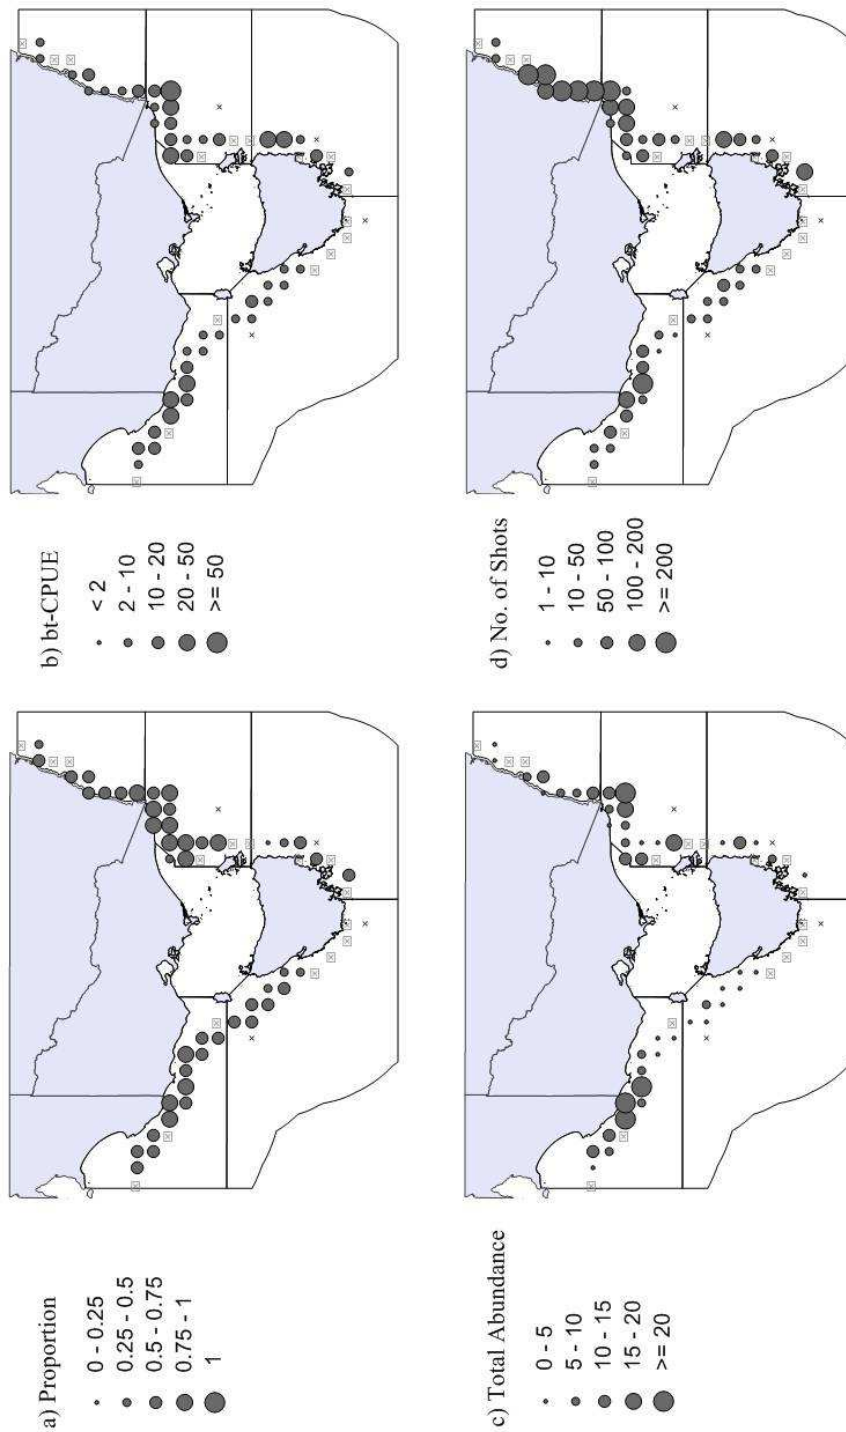 a) Proportion
0 - 0.25
0.25 - 0.5
0.5 - 0.75
0.75 - 1
1
b) bt-CPUE
< 2
2 - 10
10 - 20
20 - 50
>= 50
c) Total Abundance
0 - 5
5 - 10
10 - 15
15 - 20
>= 20
d) No. of Shots
1 - 10
10 - 50
50 - 100
100 - 200
>= 200